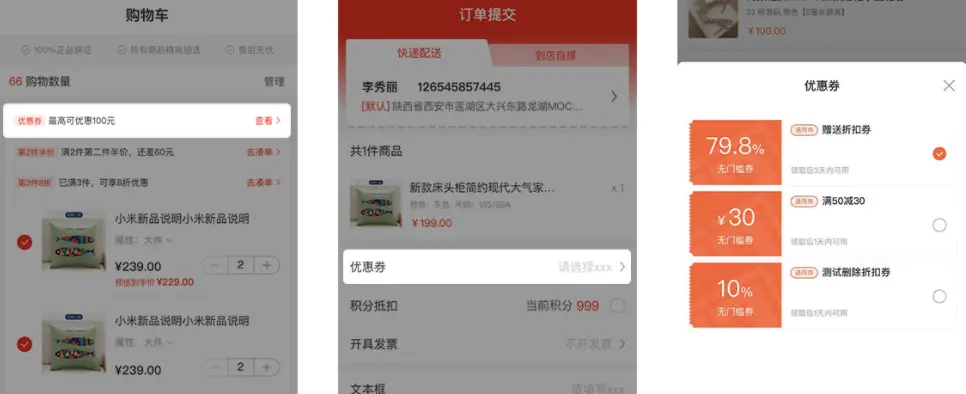 购物车
100%正品保证
所有商品精挑细选
售后无忧
66 购物数量
管理
优惠券 最高可优惠100元
查看
第2件半价 满2件第二件半价，还差60元
去凑单
第3件8折 已满3件，可享8折优惠
去凑单
小米新品说明小米新品说明
属性：大件
¥239.00
2
预估到手价 ¥229.00
小米新品说明小米新品说明
属性：大件
¥239.00
2
订单提交
快递配送
到店自提
李秀丽 126545857445
[默认] 陕西省西安市莲湖区大兴东路龙湖MOC...
共1件商品
新款床头柜简约现代大气家...
x 1
颜色：灰色 尺码：165/88A
¥199.00
优惠券
请选择xxx
积分抵扣
当前积分 999
开具发票
不开发票
文本框
请填写xxx
¥100.00
优惠券
79.8%
无门槛券
通用券 赠送折扣券
领取后3天内可用
¥30
无门槛券
通用券 满50减30
领取后1天内可用
10%
无门槛券
通用券 测试删除折扣券
领取后1天内可用